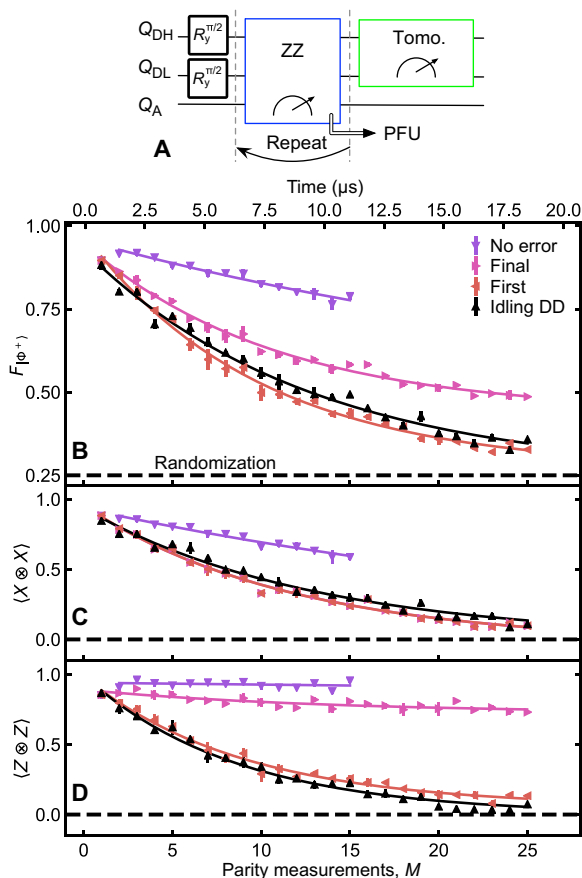 Q_DH R_y^π/2 ZZ Tomo.
Q_DL R_y^π/2
Q_A
PFU
A Repeat
Time (μs)
0.0 2.5 5.0 7.5 10.0 12.5 15.0 17.5
1.00
0.75
0.50
0.25
F_|Φ⁺⟩
No error
Final
First
Idling DD
B
Randomization
1.0
0.5
0.0
⟨X ⊗ X⟩
C
1.0
0.5
0.0
⟨Z ⊗ Z⟩
D
0 5 10 15 20 25
Parity measurements, M